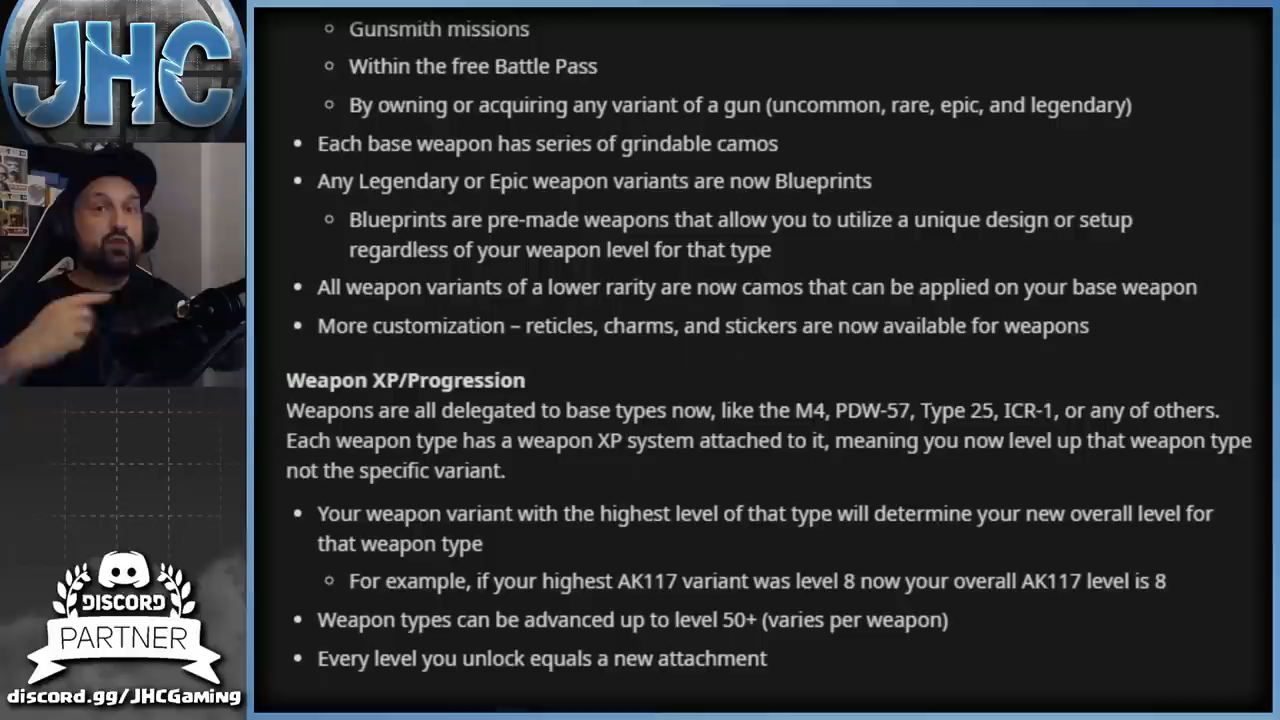 JHC
Gunsmith missions
Within the free Battle Pass
By owning or acquiring any variant of a gun (uncommon, rare, epic, and legendary)
Each base weapon has series of grindable camos
Any Legendary or Epic weapon variants are now Blueprints
Blueprints are pre-made weapons that allow you to utilize a unique design or setup
regardless of your weapon level for that type
All weapon variants of a lower rarity are now camos that can be applied on your base weapon
More customization – reticles, charms, and stickers are now available for weapons
Weapon XP/Progression
Weapons are all delegated to base types now, like the M4, PDW-57, Type 25, ICR-1, or any of others.
Each weapon type has a weapon XP system attached to it, meaning you now level up that weapon type
not the specific variant.
Your weapon variant with the highest level of that type will determine your new overall level for
that weapon type
For example, if your highest AK117 variant was level 8 now your overall AK117 level is 8
Weapon types can be advanced up to level 50+ (varies per weapon)
Every level you unlock equals a new attachment
DISCORD
PARTNER
discord.gg/JHCGaming